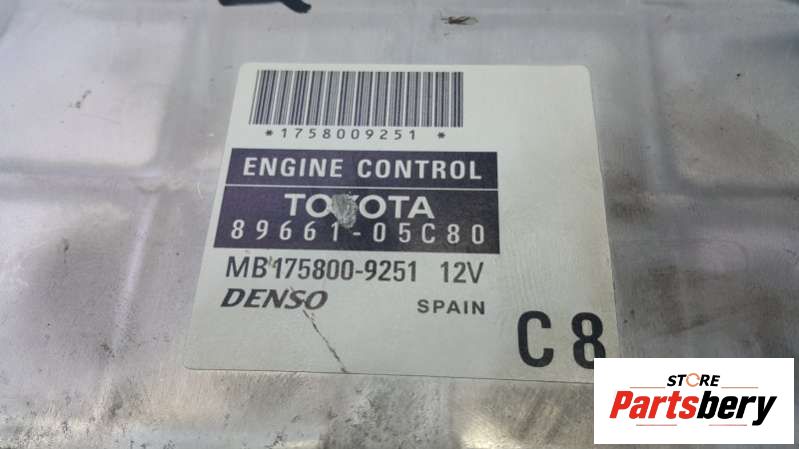 *1758009251*
ENGINE CONTROL
TOYOTA
89661-05C80
MB175800-9251 12V
DENSO SPAIN
C8
STORE
Partsbery